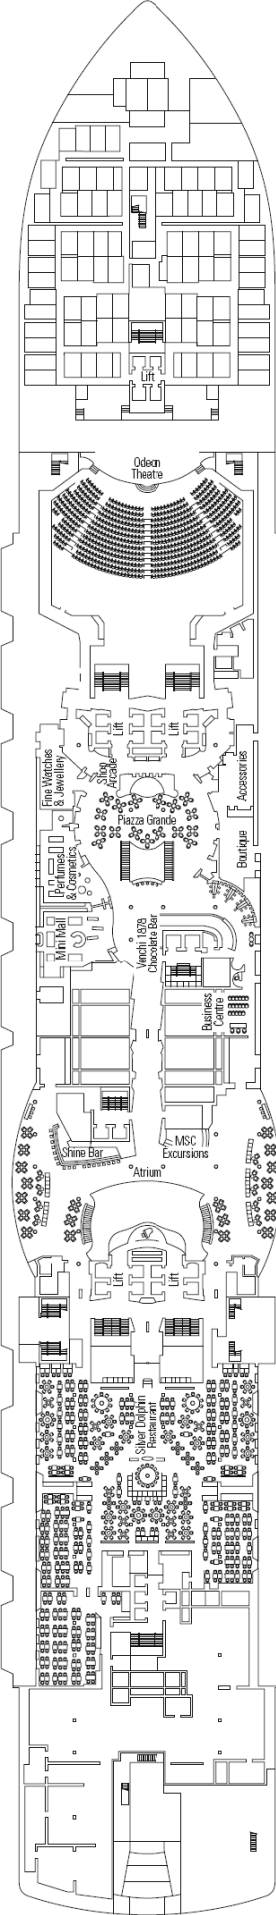 Lift
Odeon
Theatre
Lift
Lift
Shop
Arcade
Fine Watches
& Jewellery
Accessories
Piazza Grande
Boutique
Perfumes
& Cosmetics
Mini Mall
Venchi 1878
Chocolate Bar
Business
Centre
Shine Bar
MSC
Excursions
Atrium
Lift
Lift
Silver Dolphin
Restaurant